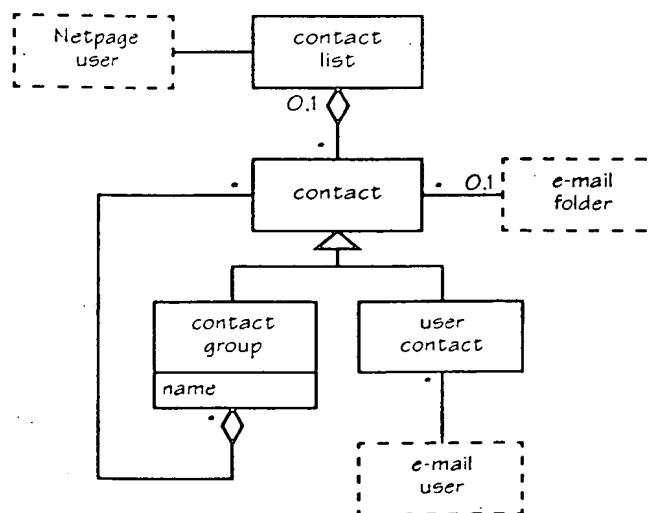 Netpage
user
contact
list
0.1
*
*
contact
*
0.1
e-mail
folder
contact
group
name
*
user
contact
*
e-mail
user